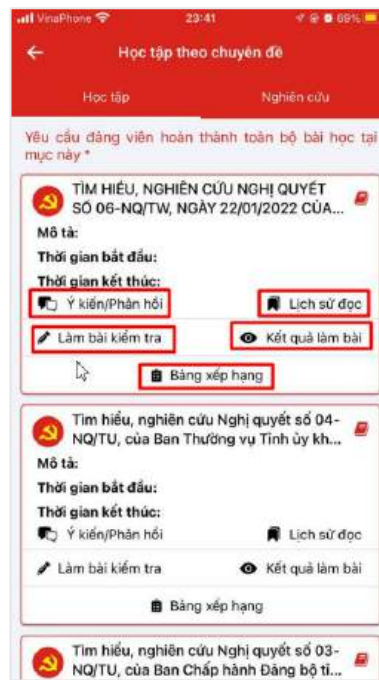 VinaPhone 23:41 69%
Học tập theo chuyên đề
Học tập Nghiên cứu
Yêu cầu đảng viên hoàn thành toàn bộ bài học tại
mục này *
TÌM HIỂU, NGHIÊN CỨU NGHỊ QUYẾT
SỐ 06-NQ/TW, NGÀY 22/01/2022 CỦA...
Mô tả:
Thời gian bắt đầu:
Thời gian kết thúc:
Ý kiến/Phản hồi Lịch sử đọc
Làm bài kiểm tra Kết quả làm bài
Bảng xếp hạng
Tìm hiểu, nghiên cứu Nghị quyết số 04-
NQ/TU, của Ban Thường vụ Tỉnh ủy kh...
Mô tả:
Thời gian bắt đầu:
Thời gian kết thúc:
Ý kiến/Phản hồi Lịch sử đọc
Làm bài kiểm tra Kết quả làm bài
Bảng xếp hạng
Tìm hiểu, nghiên cứu Nghị quyết số 03-
NQ/TU, của Ban Chấp hành Đảng bộ tỉ...